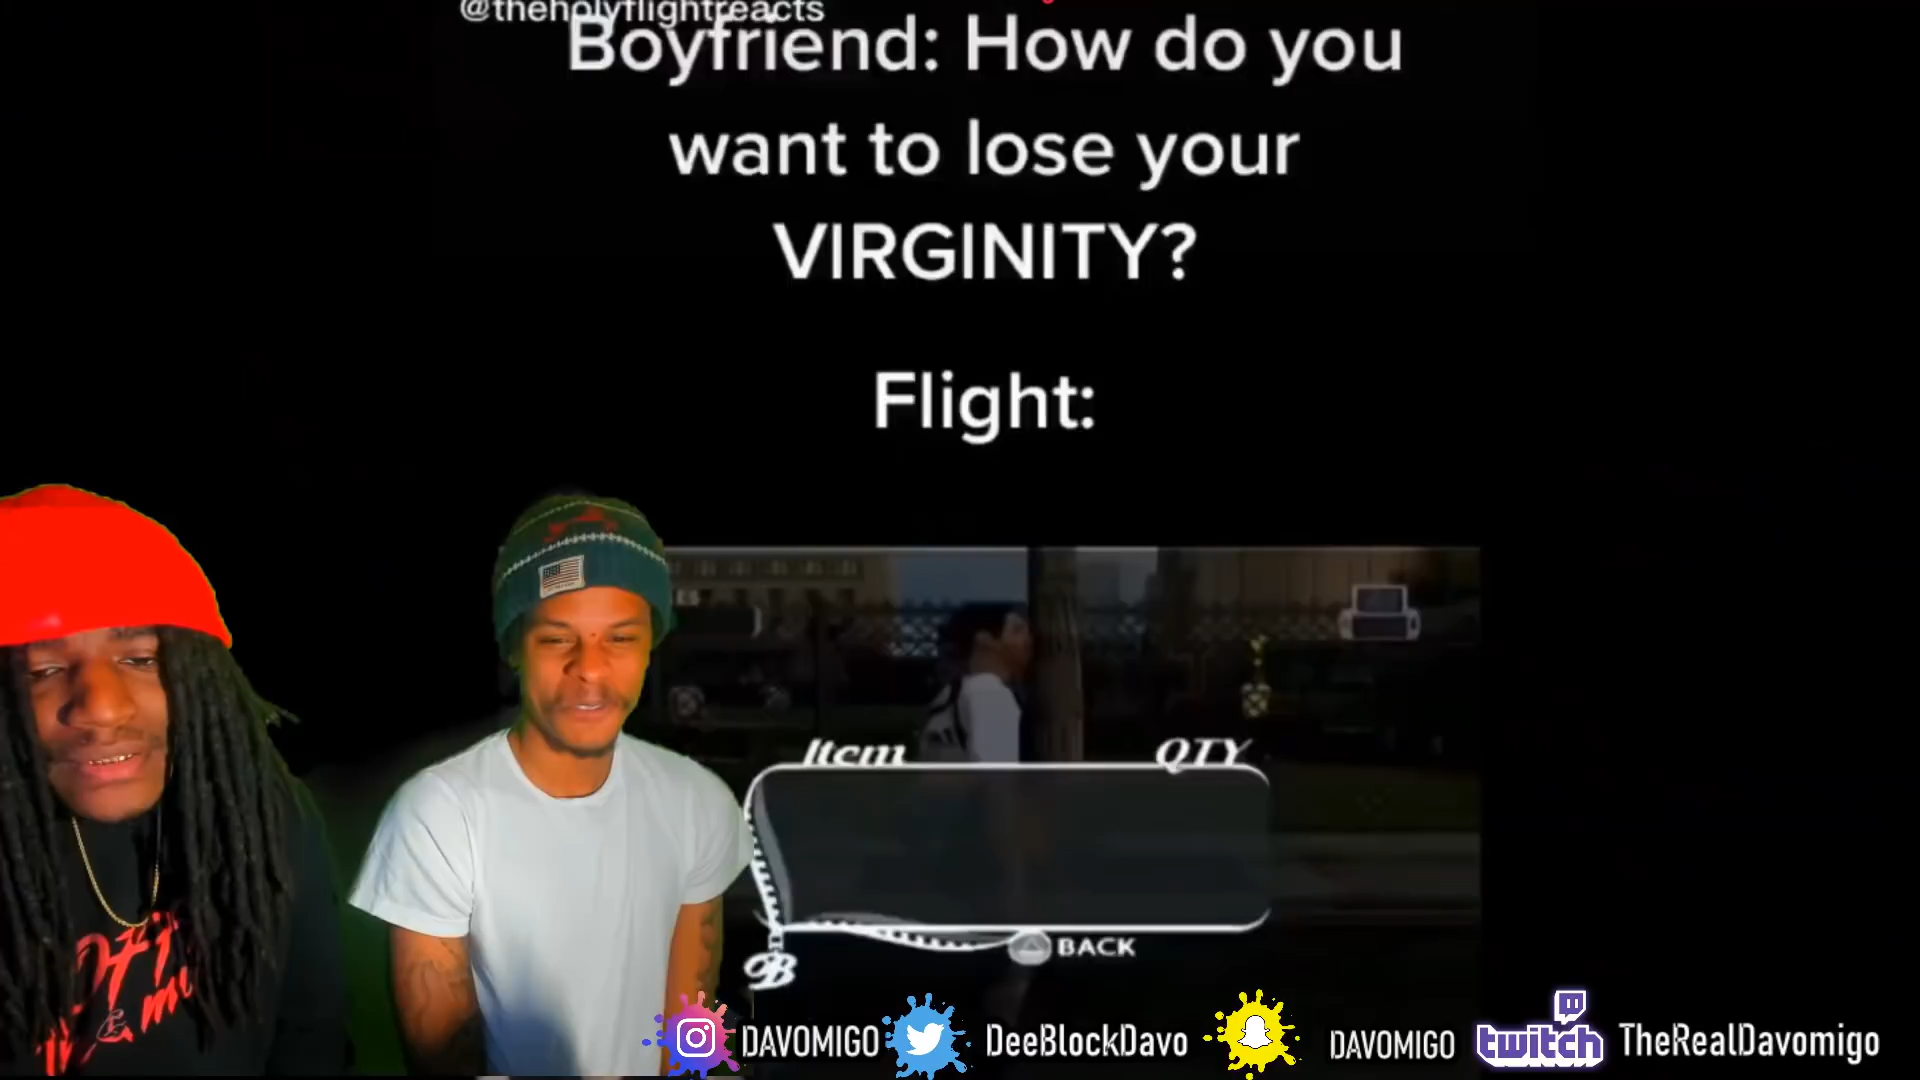 @theholyflightreacts
Boyfriend: How do you
want to lose your
VIRGINITY?
Flight:
Item QTY
BACK
B
DAVOMIGO DeeBlockDavo DAVOMIGO twitch TheRealDavomigo